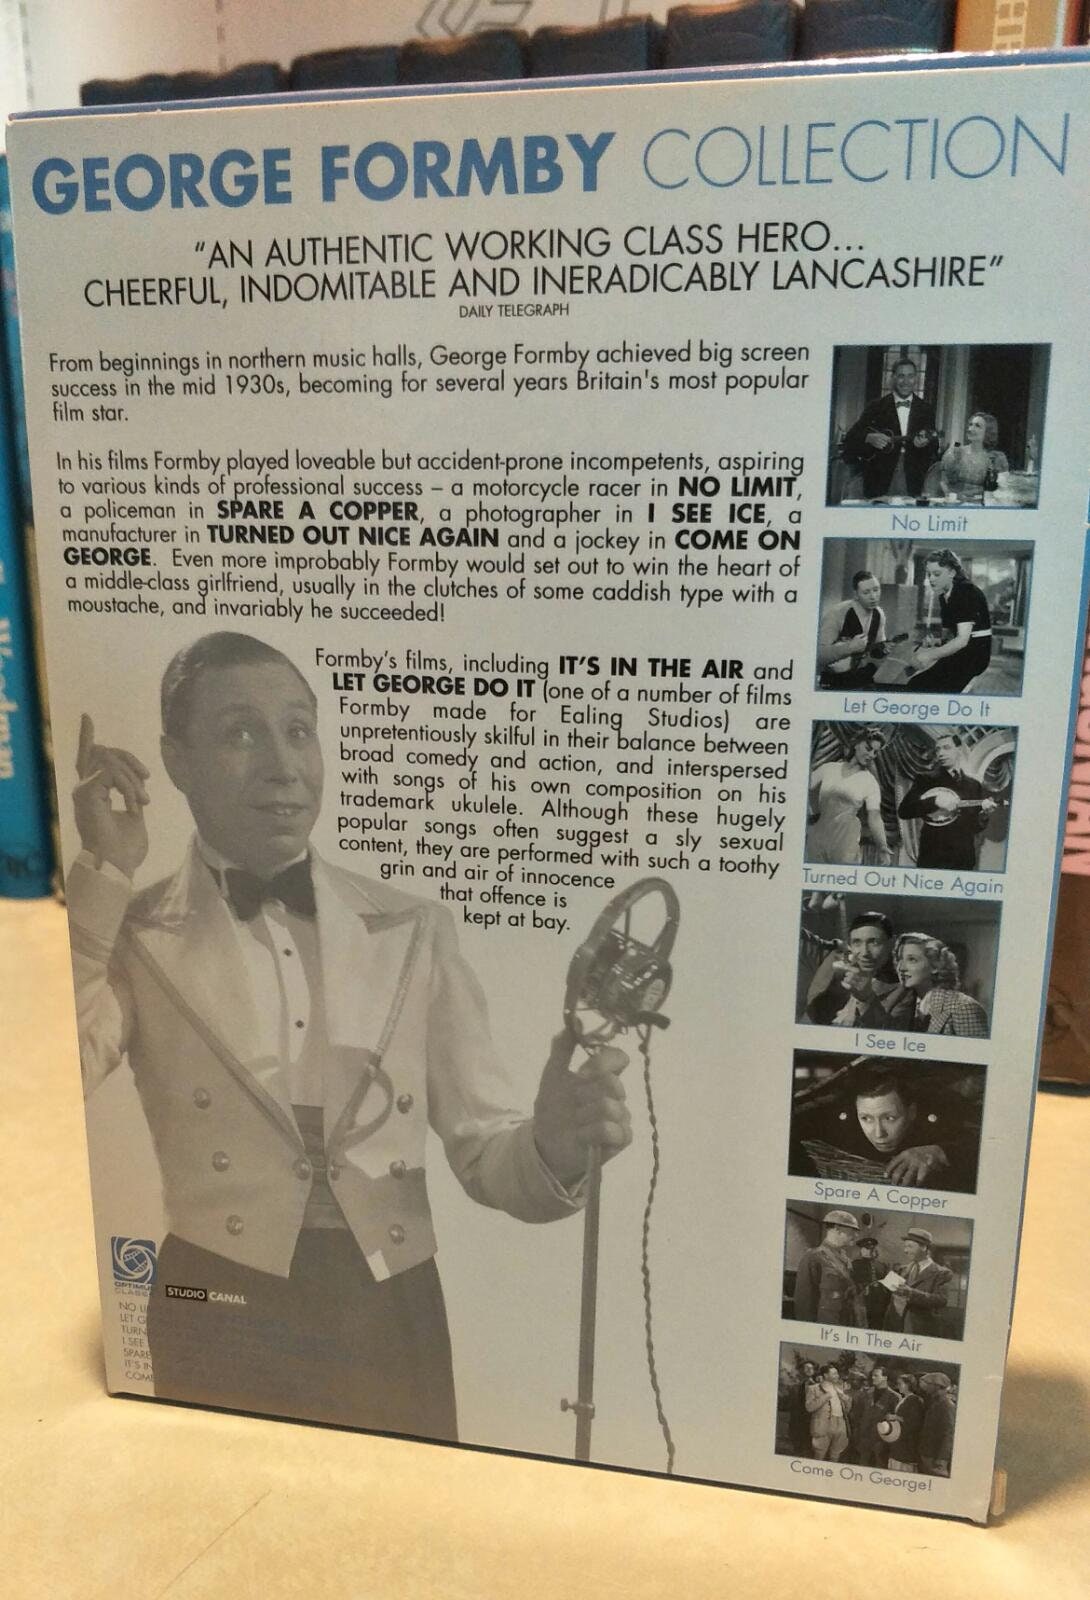 GEORGE FORMBY COLLECTION
“AN AUTHENTIC WORKING CLASS HERO...
CHEERFUL, INDOMITABLE AND INERADICABLY LANCASHIRE”
DAILY TELEGRAPH
From beginnings in northern music halls, George Formby achieved big screen
success in the mid 1930s, becoming for several years Britain's most popular
film star.
In his films Formby played loveable but accident-prone incompetents, aspiring
to various kinds of professional success – a motorcycle racer in NO LIMIT,
a policeman in SPARE A COPPER, a photographer in I SEE ICE, a
manufacturer in TURNED OUT NICE AGAIN and a jockey in COME ON
GEORGE. Even more improbably Formby would set out to win the heart of
a middle-class girlfriend, usually in the clutches of some caddish type with a
moustache, and invariably he succeeded!
Formby’s films, including IT’S IN THE AIR and
LET GEORGE DO IT (one of a number of films
Formby made for Ealing Studios) are
unpretentiously skilful in their balance between
broad comedy and action, and interspersed
with songs of his own composition on his
trademark ukulele. Although these hugely
popular songs often suggest a sly sexual
content, they are performed with such a toothy
grin and air of innocence
that offence is
kept at bay.
No Limit
Let George Do It
Turned Out Nice Again
I See Ice
Spare A Copper
It's In The Air
Come On George!
STUDIO CANAL
NO LI
LET G
TURN
I SEE
SPARE
IT'S IN
COM